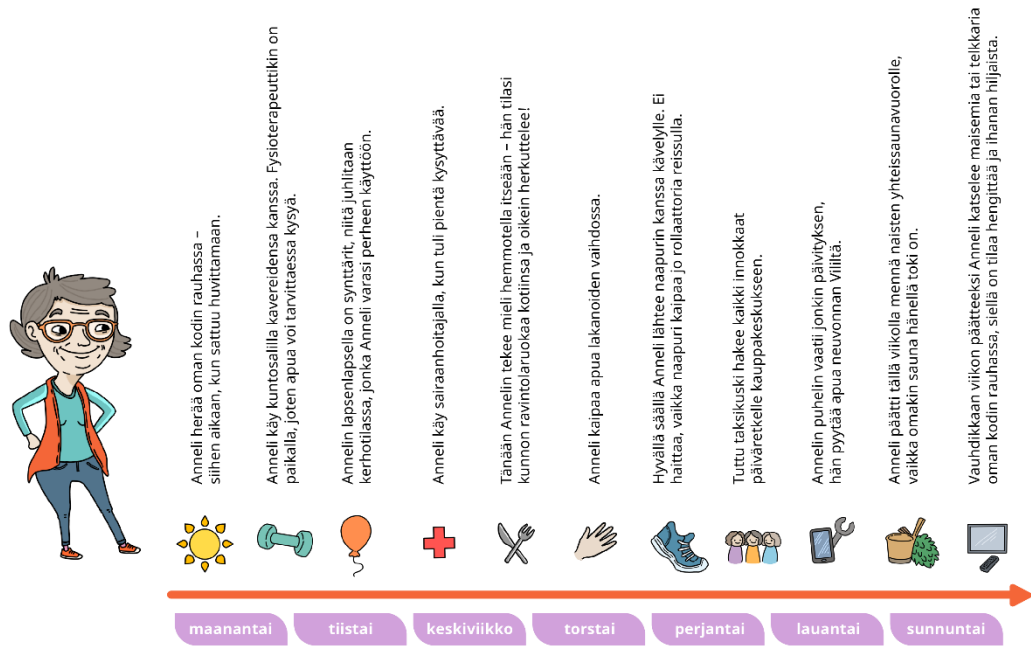 Anneli herää oman kodin rauhassa –
siihen aikaan, kun sattuu huvittamaan.
Anneli käy kuntosalilla kavereidensa kanssa. Fysioterapeuttikin on
paikalla, joten apua voi tarvittaessa kysyä.
Annelin lapsenlapsella on synttärit, niitä juhlitaan
kerhotilassa, jonka Anneli varasi perheen käyttöön.
Anneli käy sairaanhoitajalla, kun tuli pientä kysyttävää.
Tänään Annelin tekee mieli hemmotella itseään – hän tilasi
kunnon ravintolaruokaa kotiinsa ja oikein herkuttelee!
Anneli kaipaa apua lakanoiden vaihdossa.
Hyvällä säällä Anneli lähtee naapurin kanssa kävelylle. Ei
haittaa, vaikka naapuri kaipaa jo rollaattoria reissulla.
Tuttu taksikuski hakee kaikki innokkaat
päiväretkelle kauppakeskukseen.
Annelin puhelin vaatii jonkin päivityksen,
hän pyytää apua neuvonnan Vililtä.
Anneli päätti tällä viikolla mennä naisten yhteissaunavuorolle,
vaikka omakin sauna hänellä toki on.
Vauhdikkaan viikon päätteeksi Anneli katselee maisemia tai telkkaria
oman kodin rauhassa, siellä on tilaa hengittää ja ihanan hiljaista.
maanantai
tiistai
keskiviikko
torstai
perjantai
lauantai
sunnuntai